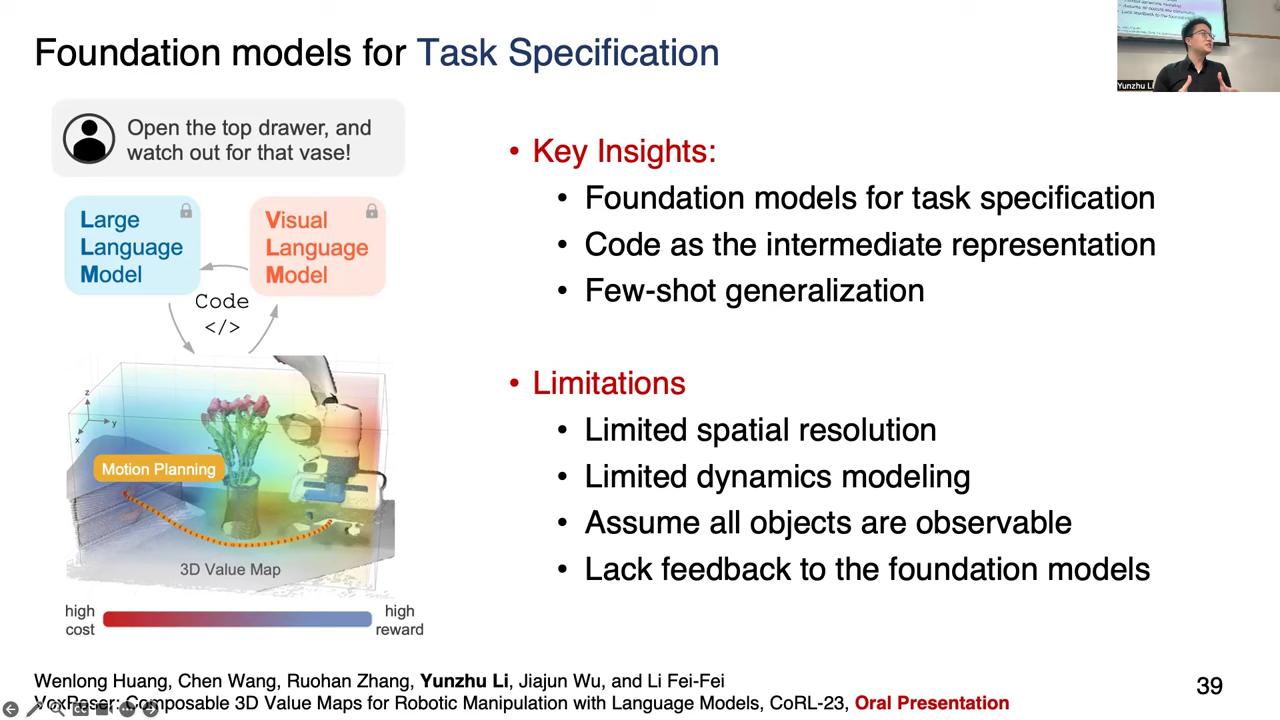 Foundation models for Task Specification
Open the top drawer, and
watch out for that vase!
Large
Language
Model
Visual
Language
Model
Code
</>
z
y
x
Motion Planning
3D Value Map
high
cost
high
reward
• Key Insights:
• Foundation models for task specification
• Code as the intermediate representation
• Few-shot generalization
• Limitations
• Limited spatial resolution
• Limited dynamics modeling
• Assume all objects are observable
• Lack feedback to the foundation models
Yunzhu Li
Wenlong Huang, Chen Wang, Ruohan Zhang, Yunzhu Li, Jiajun Wu, and Li Fei-Fei
VoxPoser: Composable 3D Value Maps for Robotic Manipulation with Language Models, CoRL-23, Oral Presentation
39